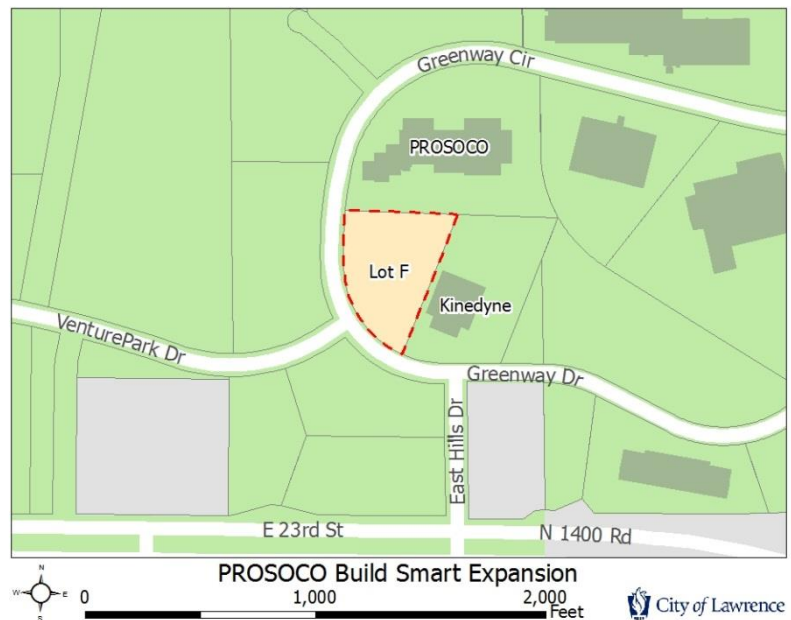 Greenway Cir
PROSOCO
Lot F
Kinedyne
VenturePark Dr
Greenway Dr
East Hills Dr
E 23rd St
N 1400 Rd
PROSOCO Build Smart Expansion
N
W
E
S
0
1,000
2,000
Feet
City of Lawrence